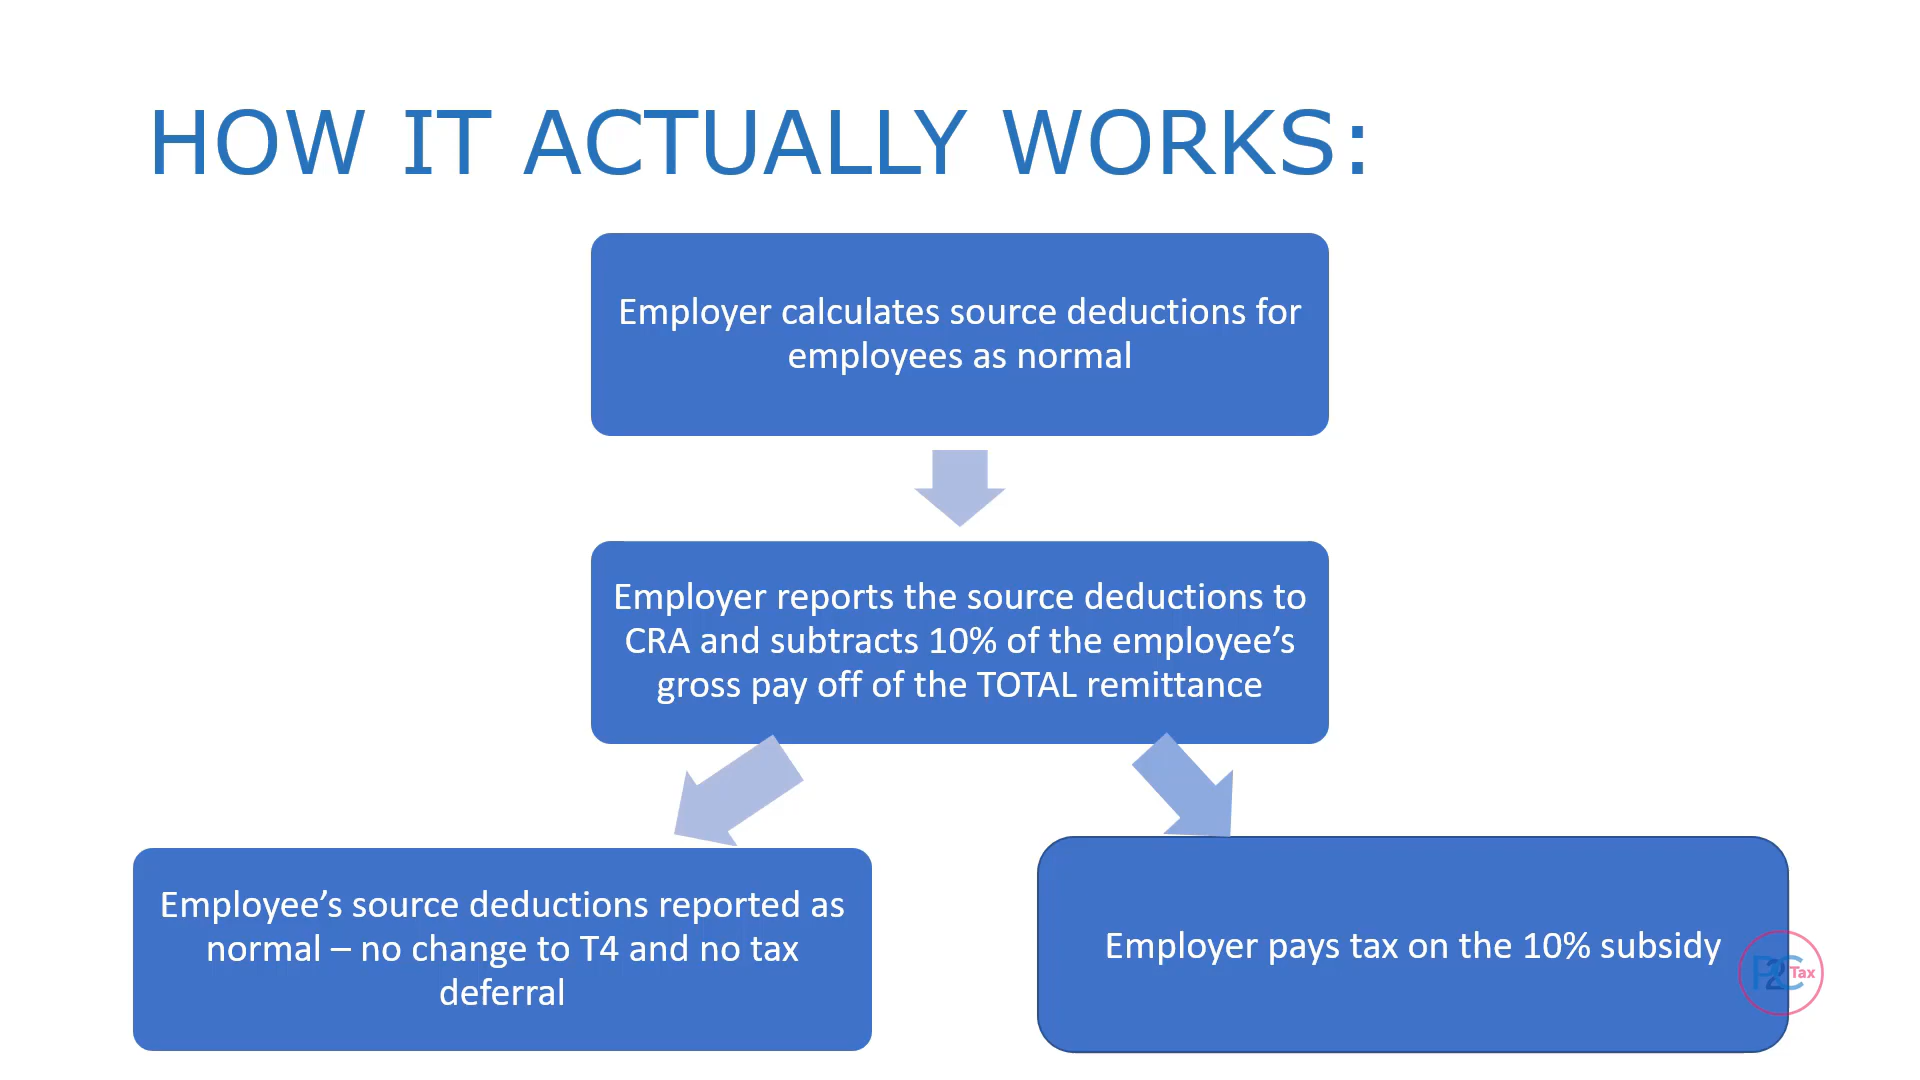 HOW IT ACTUALLY WORKS:
Employer calculates source deductions for
employees as normal
Employer reports the source deductions to
CRA and subtracts 10% of the employee’s
gross pay off of the TOTAL remittance
Employee’s source deductions reported as
normal – no change to T4 and no tax
deferral
Employer pays tax on the 10% subsidy
P2C Tax